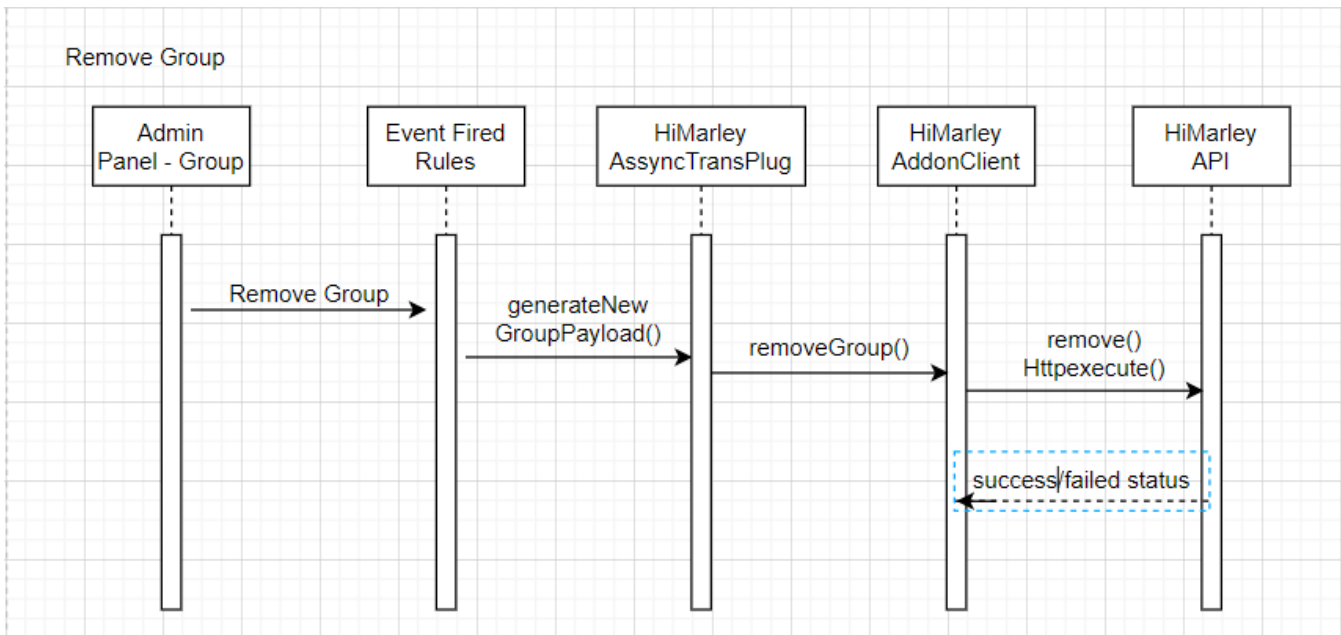 Remove Group
Admin
Panel - Group
Event Fired
Rules
HiMarley
AssyncTransPlug
HiMarley
AddonClient
HiMarley
API
Remove Group
generateNew
GroupPayload()
removeGroup()
remove()
Httpexecute()
success/failed status